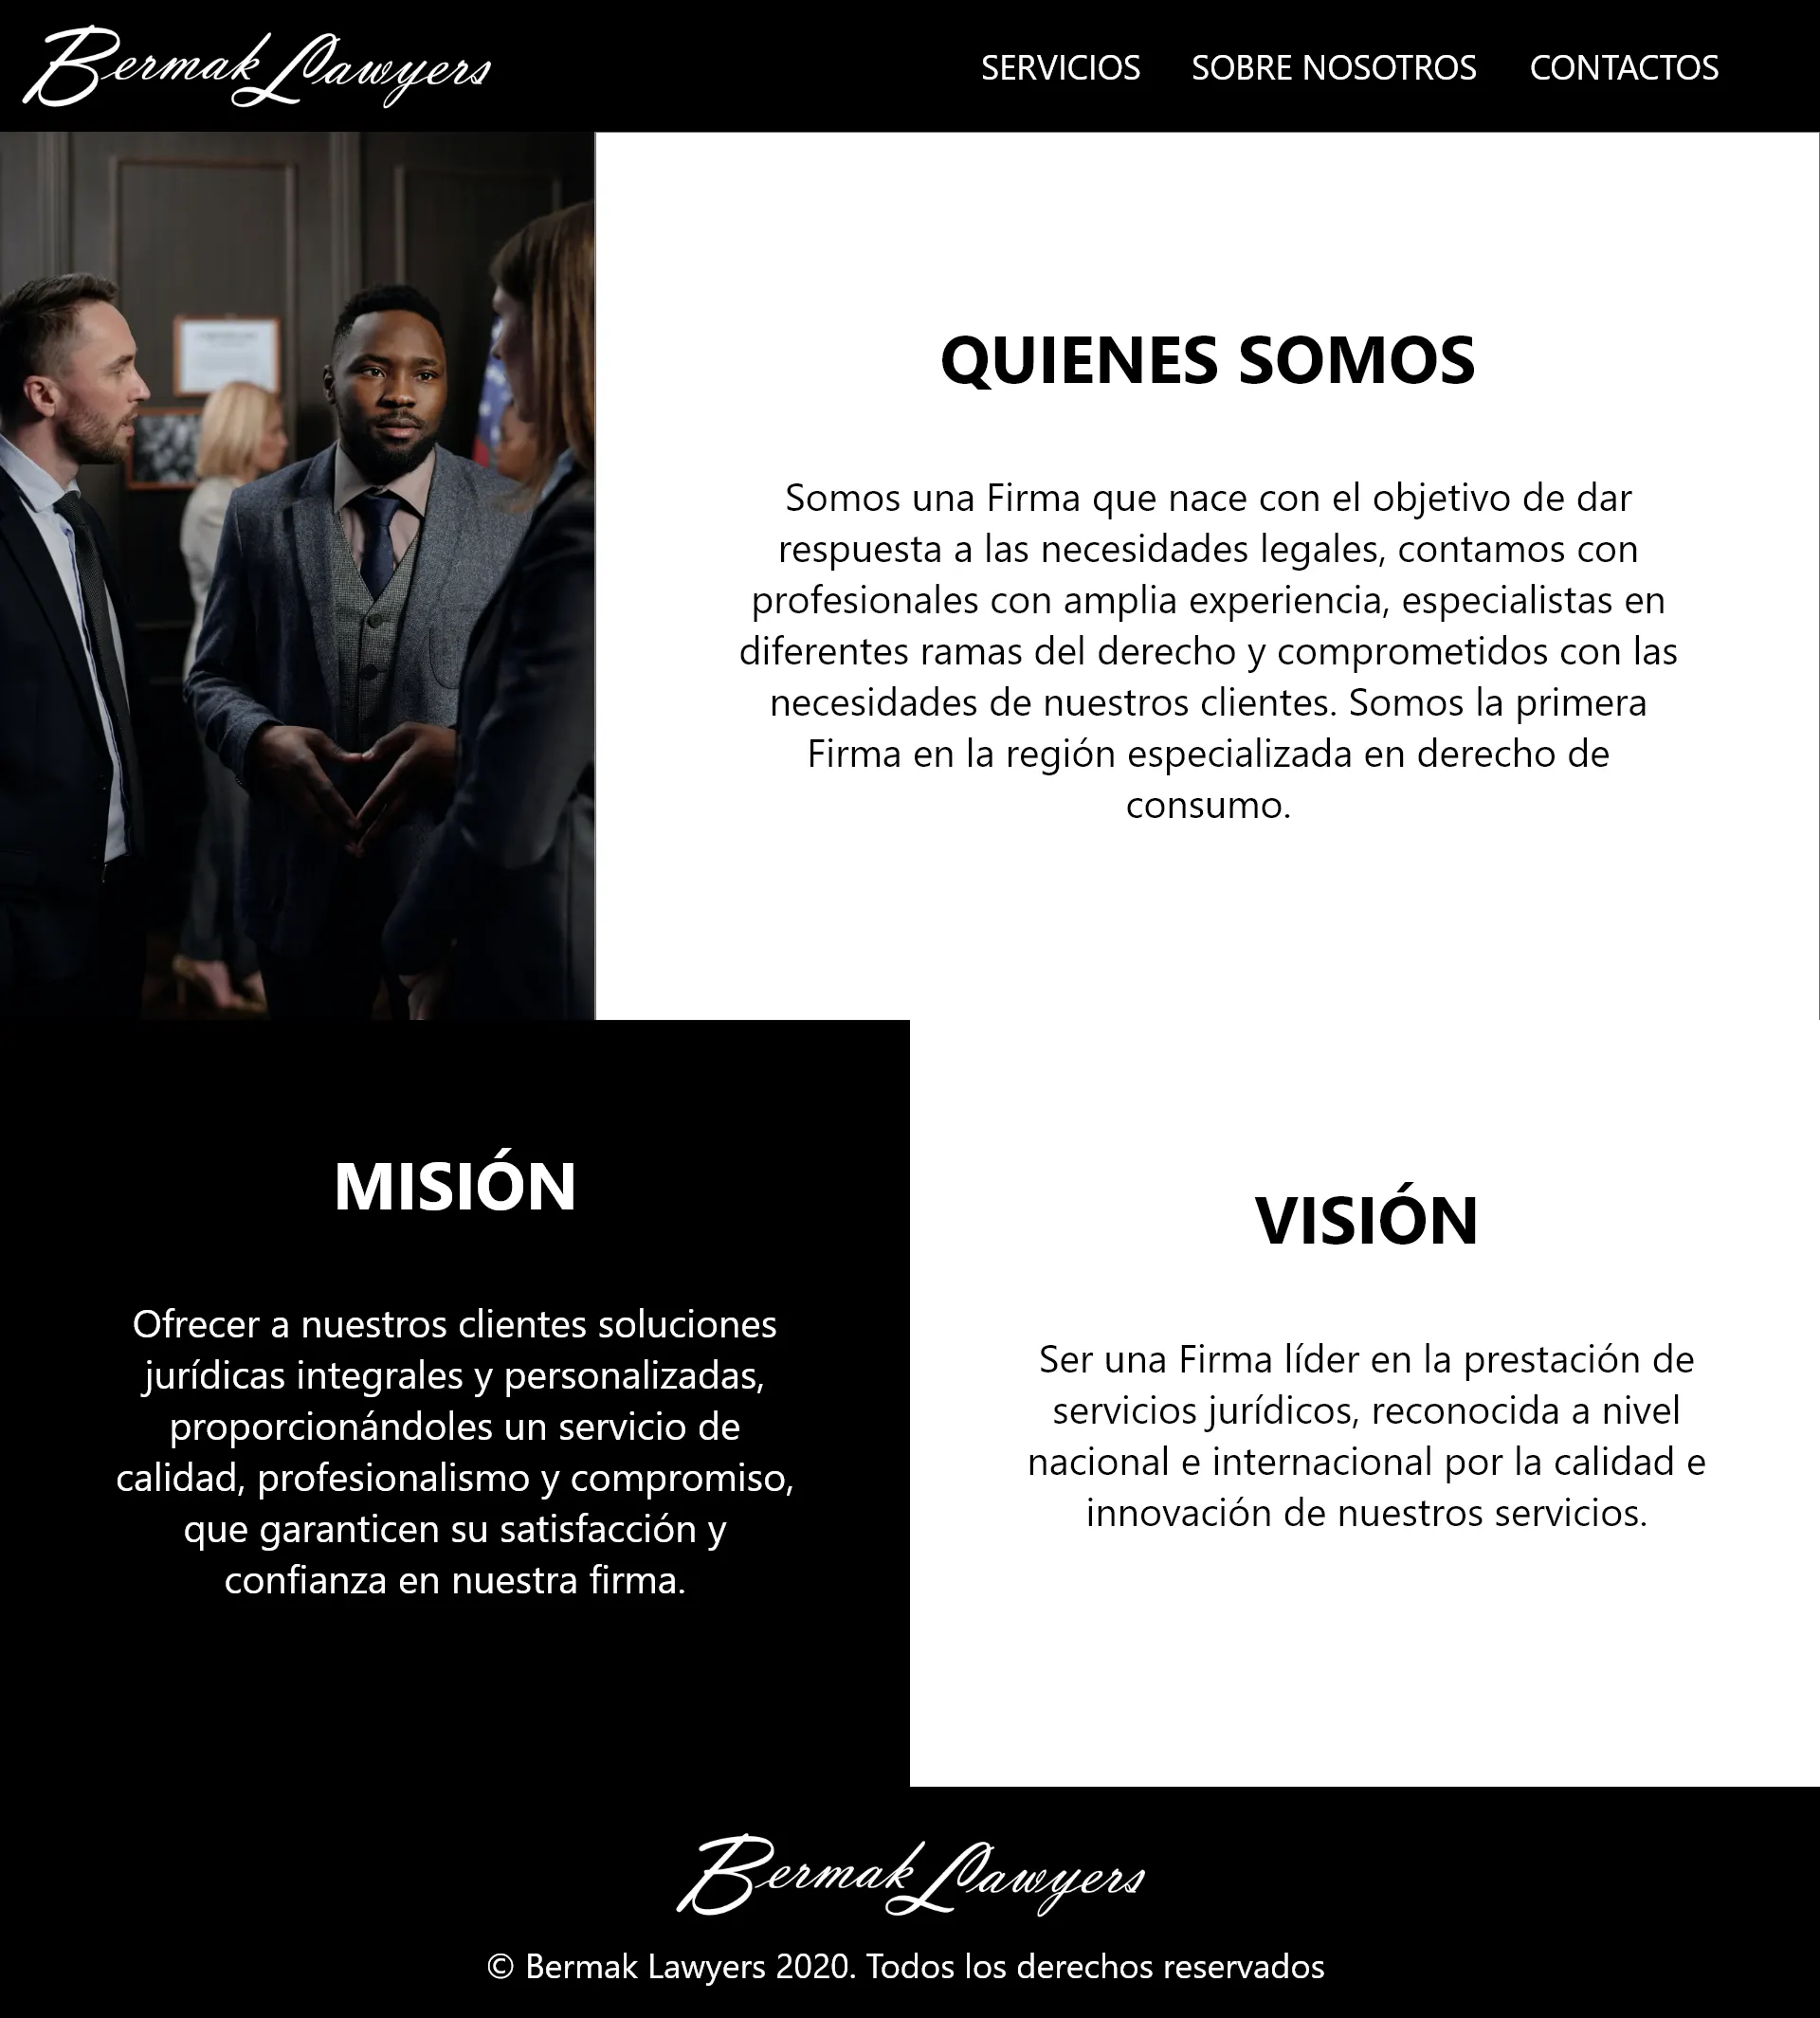 Bermak Lawyers
SERVICIOS SOBRE NOSOTROS CONTACTOS
QUIENES SOMOS
Somos una Firma que nace con el objetivo de dar
respuesta a las necesidades legales, contamos con
profesionales con amplia experiencia, especialistas en
diferentes ramas del derecho y comprometidos con las
necesidades de nuestros clientes. Somos la primera
Firma en la región especializada en derecho de
consumo.
MISIÓN
Ofrecer a nuestros clientes soluciones
jurídicas integrales y personalizadas,
proporcionándoles un servicio de
calidad, profesionalismo y compromiso,
que garanticen su satisfacción y
confianza en nuestra firma.
VISIÓN
Ser una Firma líder en la prestación de
servicios jurídicos, reconocida a nivel
nacional e internacional por la calidad e
innovación de nuestros servicios.
Bermak Lawyers
© Bermak Lawyers 2020. Todos los derechos reservados